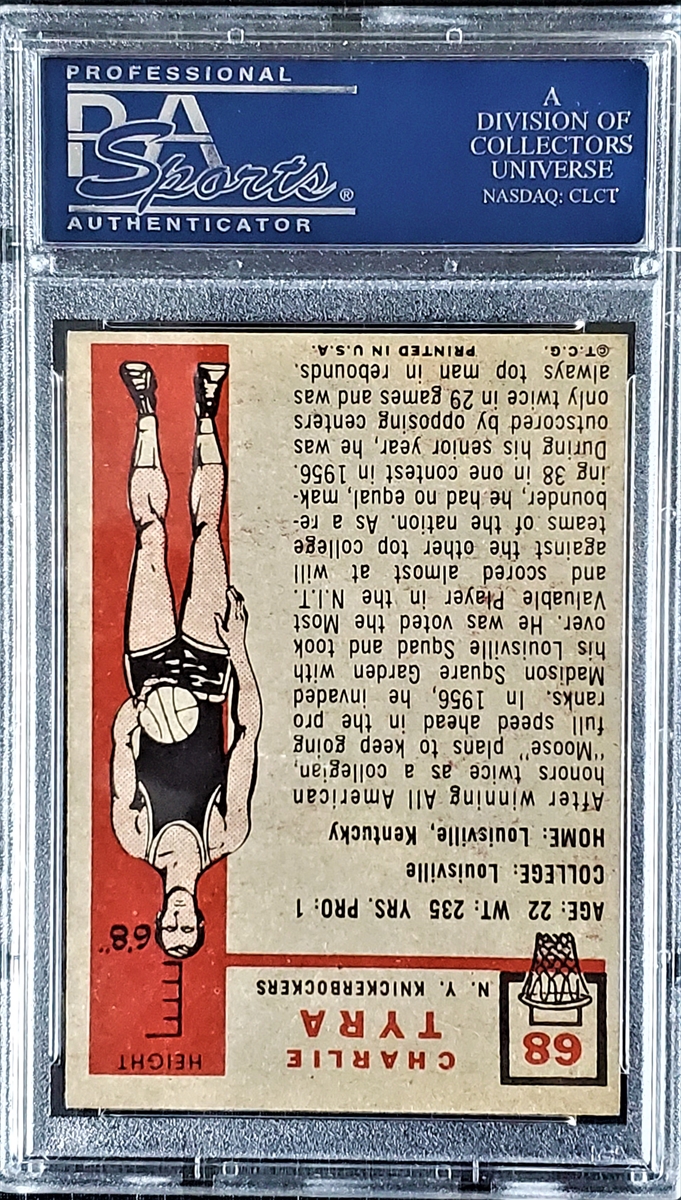 PROFESSIONAL
PSA
Sports®
AUTHENTICATOR
A
DIVISION OF
COLLECTORS
UNIVERSE
NASDAQ: CLCT
68
CHARLIE
TYRA
N. Y. KNICKERBOCKERS
HEIGHT
6'8"
AGE: 22 WT: 235 YRS. PRO: 1
COLLEGE: Louisville
HOME: Louisville, Kentucky
After winning All American
honors twice as a collegian,
"Moose" plans to keep going
full speed ahead in the pro
ranks. In 1956, he invaded
Madison Square Garden with
his Louisville Squad and took
over. He was voted the Most
Valuable Player in the N.I.T.
and scored almost at will
against the other top college
teams of the nation. As a re-
bounder, he had no equal, mak-
ing 38 in one contest in 1956.
During his senior year, he was
outscored by opposing centers
only twice in 29 games and was
always top man in rebounds.
©T.C.G. PRINTED IN U.S.A.